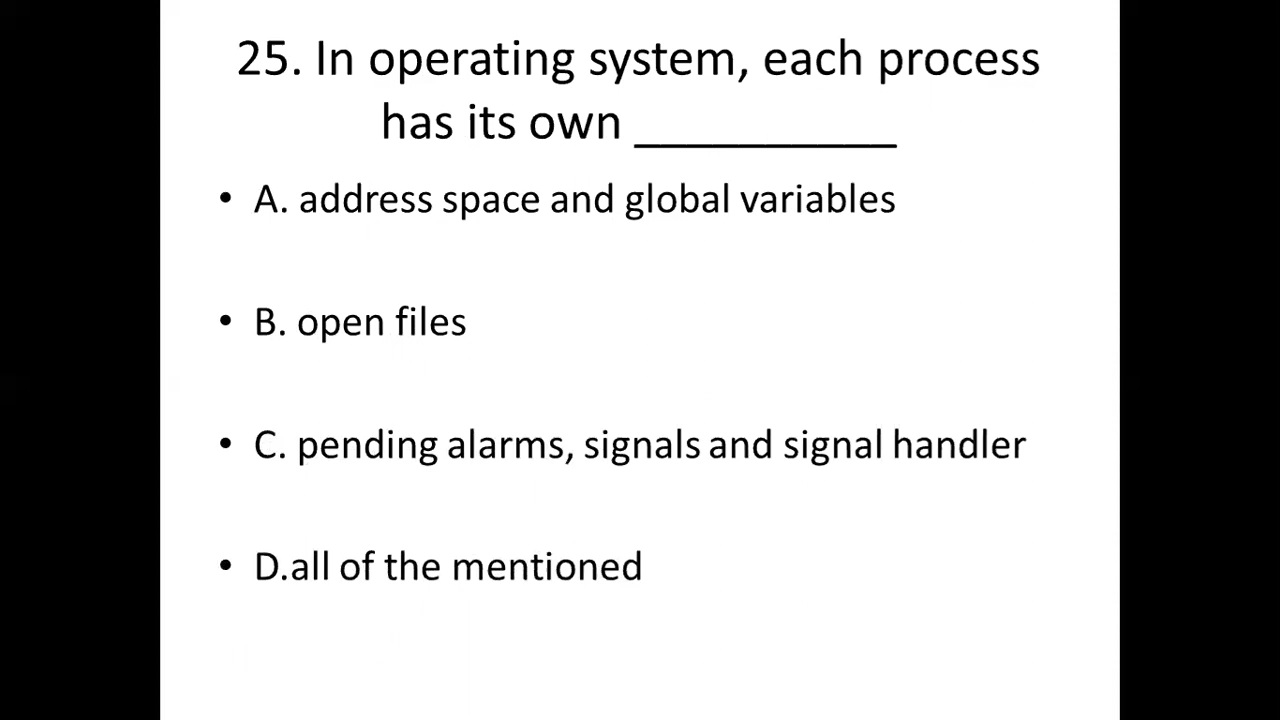 25. In operating system, each process
has its own __________
• A. address space and global variables
• B. open files
• C. pending alarms, signals and signal handler
• D.all of the mentioned